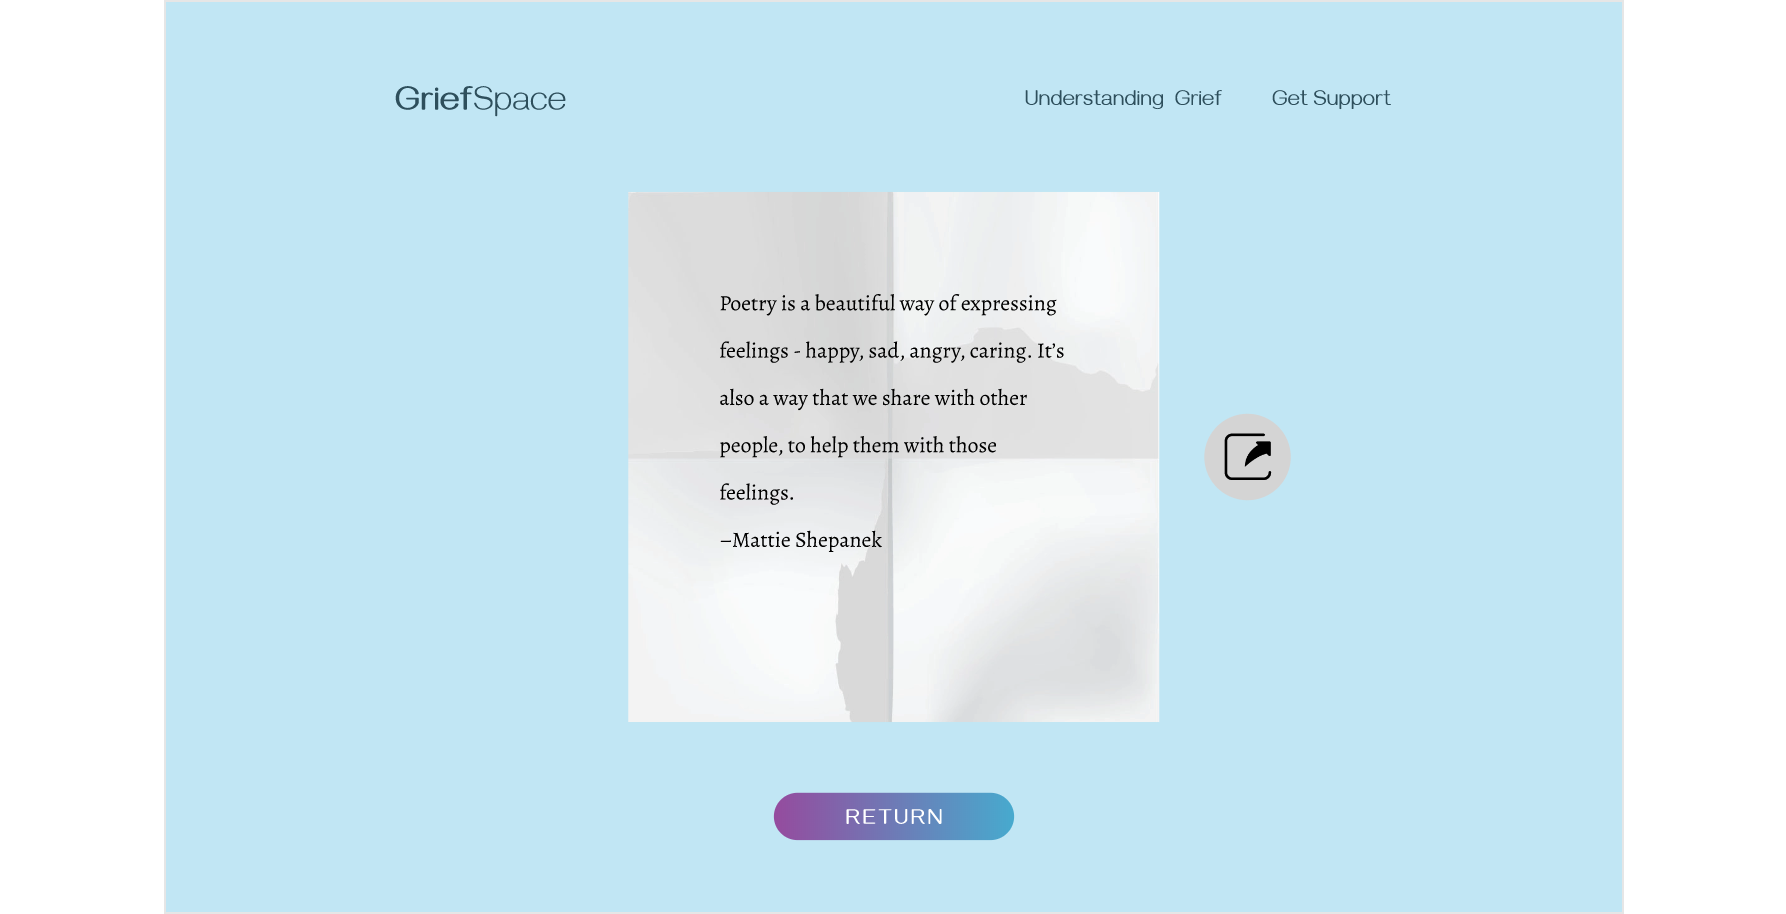 GriefSpace
Understanding Grief
Get Support
Poetry is a beautiful way of expressing
feelings - happy, sad, angry, caring. It’s
also a way that we share with other
people, to help them with those
feelings.
–Mattie Shepanek
RETURN